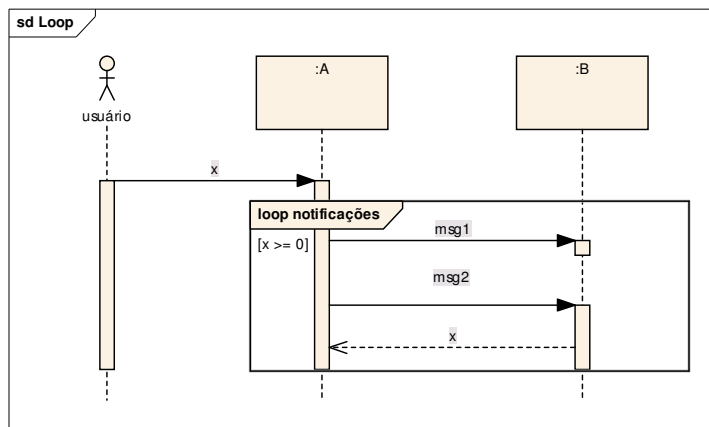 sd Loop
:A
:B
usuário
x
loop notificações
msg1
[x >= 0]
msg2
x